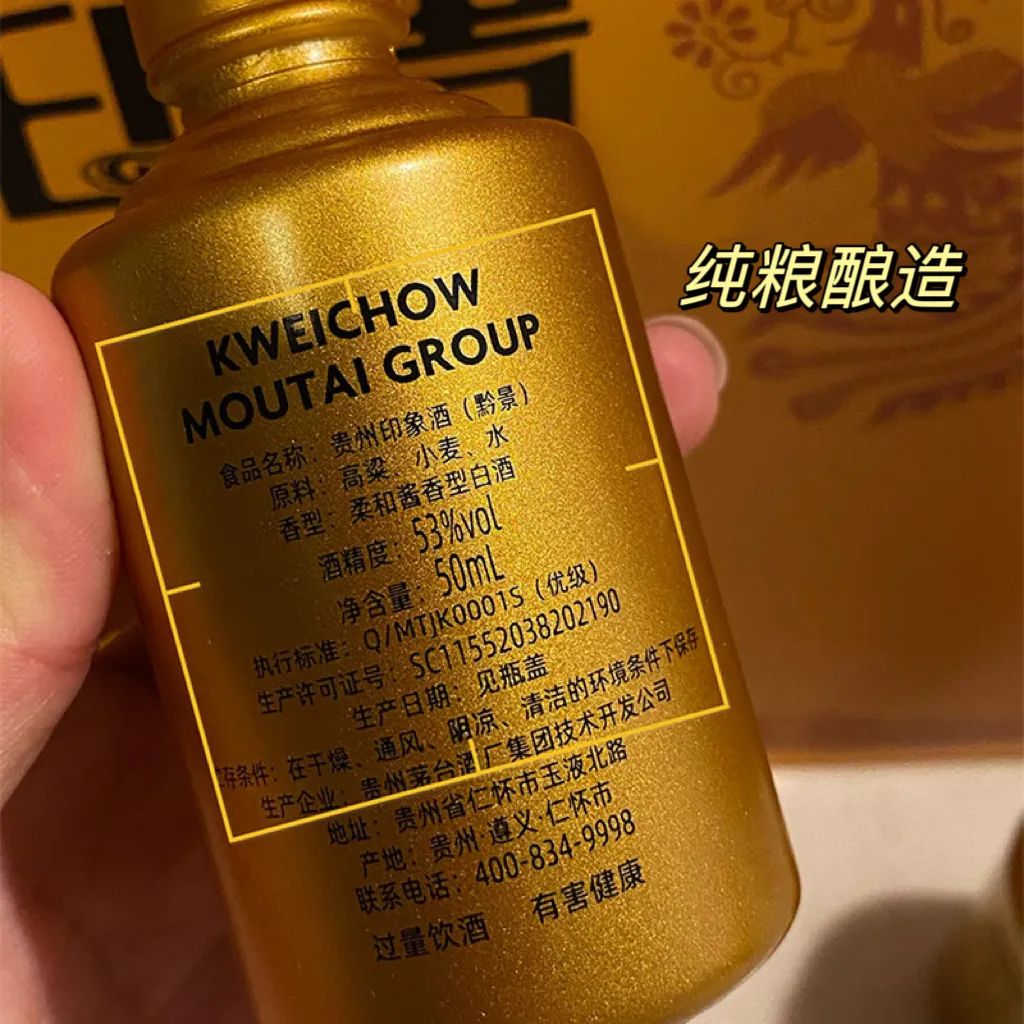 纯粮酿造
KWEICHOW
MOUTAI GROUP
食品名称：贵州印象酒（黔景）
原料：高粱、小麦、水
香型：柔和酱香型白酒
酒精度：53%vol
净含量：50mL
执行标准：Q/MTJK0001S（优级）
生产许可证号：SC11552038202190
生产日期：见瓶盖
存条件：在干燥、通风、阴凉、清洁的环境条件下保存
生产企业：贵州茅台酒厂集团技术开发公司
地址：贵州省仁怀市玉液北路
产地：贵州·遵义·仁怀市
联系电话：400-834-9998
过量饮酒 有害健康